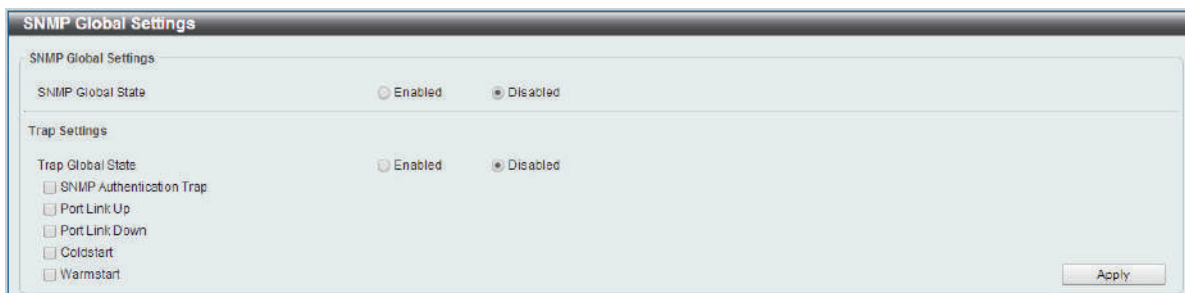 SNMP Global Settings
SNMP Global Settings
SNMP Global State Enabled Disabled
Trap Settings
Trap Global State Enabled Disabled
SNMP Authentication Trap
Port Link Up
Port Link Down
Coldstart
Warmstart
Apply